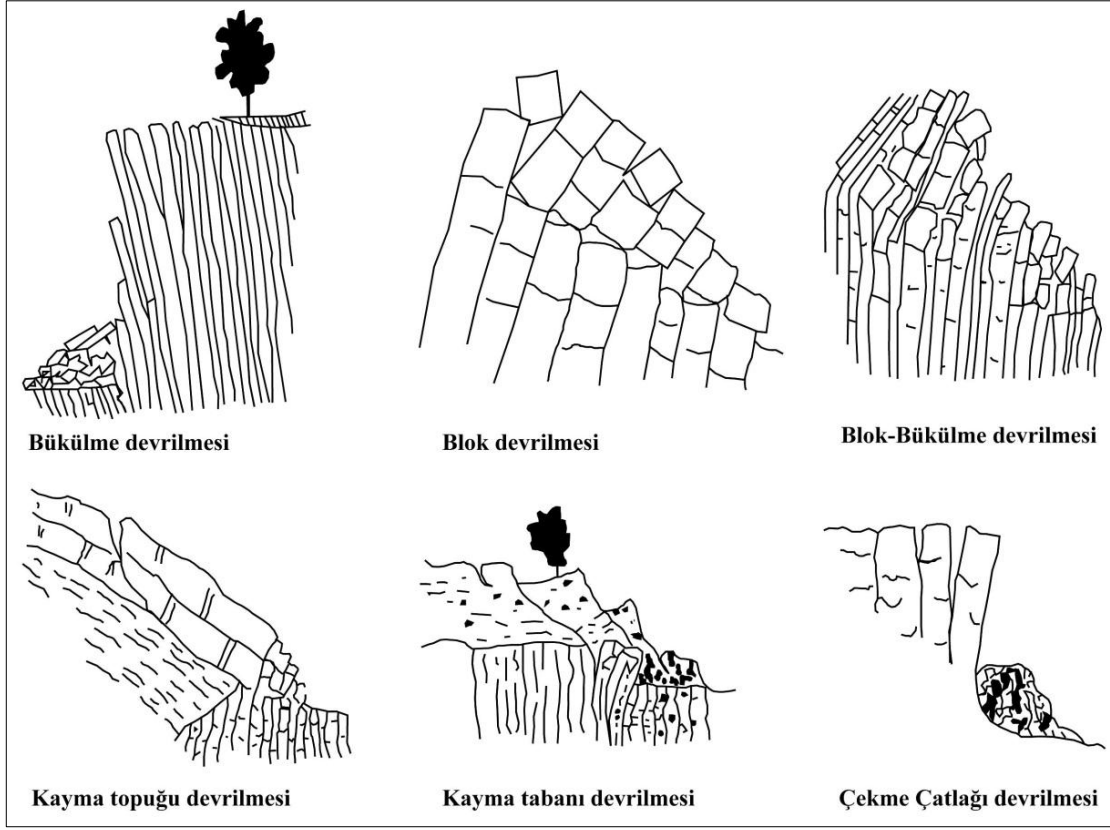 Bükülme devrilmesi
Blok devrilmesi
Blok-Bükülme devrilmesi
Kayma topuğu devrilmesi
Kayma tabanı devrilmesi
Çekme Çatlağı devrilmesi